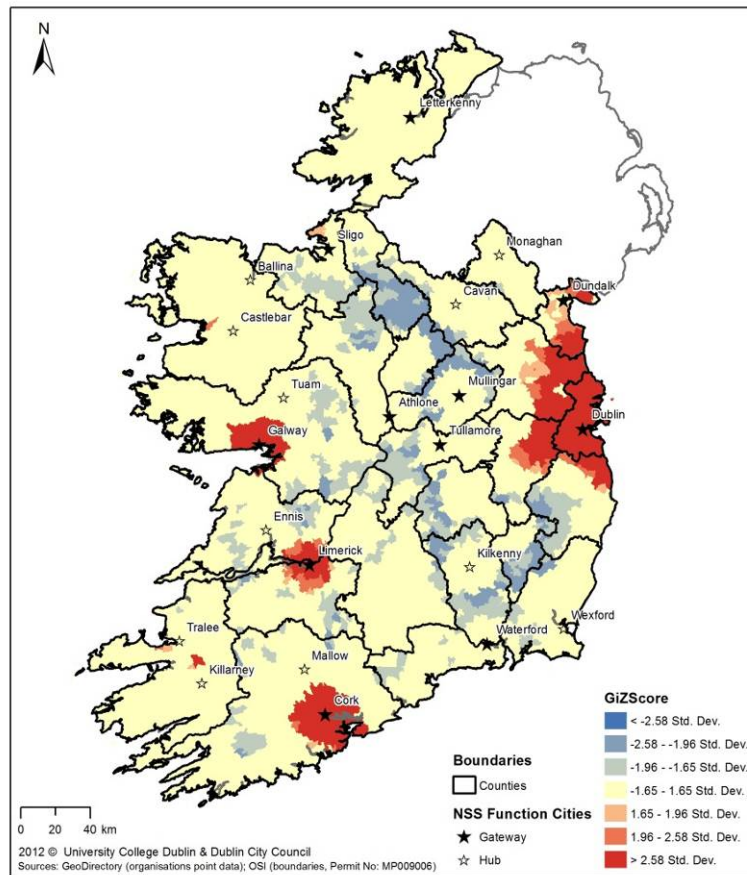 N
Letterkenny
Sligo
Monaghan
Ballina
Dundalk
Cavan
Castlebar
Tuam
Mullingar
Athlone
Dublin
Galway
Tullamore
Ennis
Limerick
Kilkenny
Wexford
Tralee
Waterford
Mallow
Killarney
Cork
GiZScore
< -2.58 Std. Dev.
-2.58 - -1.96 Std. Dev.
-1.96 - -1.65 Std. Dev.
-1.65 - 1.65 Std. Dev.
1.65 - 1.96 Std. Dev.
1.96 - 2.58 Std. Dev.
> 2.58 Std. Dev.
Boundaries
Counties
NSS Function Cities
Gateway
Hub
0 20 40 km
2012 © University College Dublin & Dublin City Council
Sources: GeoDirectory (organisations point data); OSI (boundaries, Permit No: MP009006)